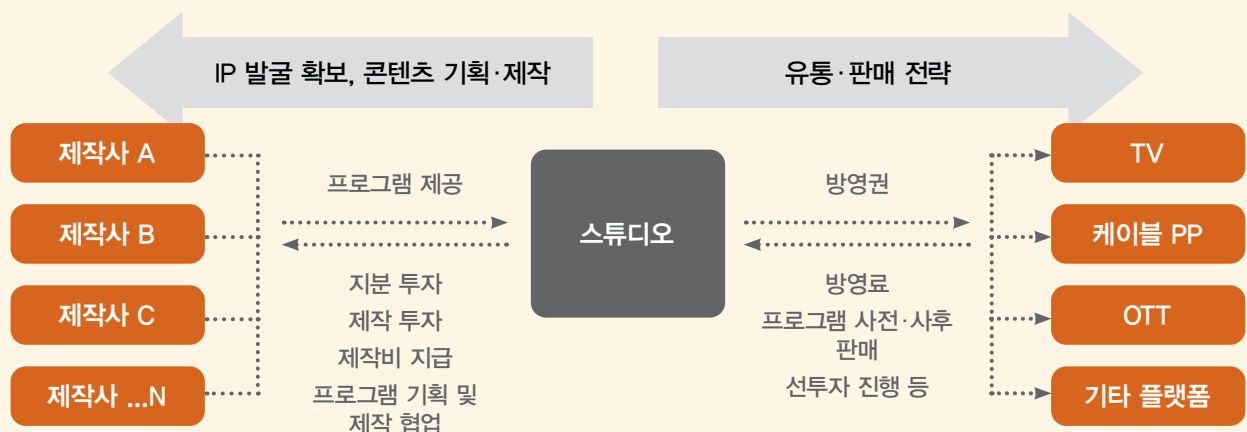 IP 발굴 확보, 콘텐츠 기획·제작
유통·판매 전략
제작사 A
제작사 B
제작사 C
제작사 ...N
프로그램 제공
지분 투자
제작 투자
제작비 지급
프로그램 기획 및
제작 협업
스튜디오
방영권
방영료
프로그램 사전·사후
판매
선투자 진행 등
TV
케이블 PP
OTT
기타 플랫폼